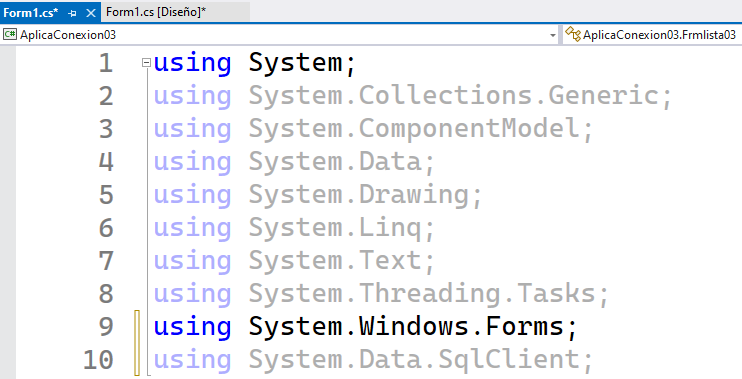 Form1.cs* Form1.cs [Diseño]*
AplicaConexion03 AplicaConexion03.Frmlista03
1 using System;
2 using System.Collections.Generic;
3 using System.ComponentModel;
4 using System.Data;
5 using System.Drawing;
6 using System.Linq;
7 using System.Text;
8 using System.Threading.Tasks;
9 using System.Windows.Forms;
10 using System.Data.SqlClient;